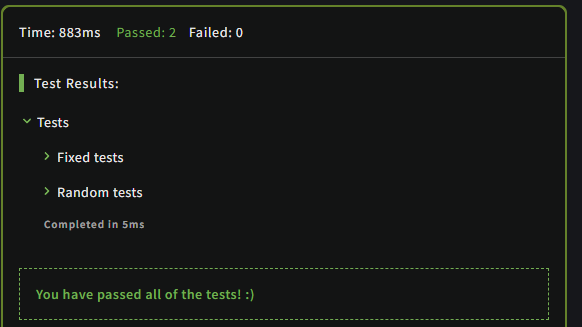 Time: 883ms Passed: 2 Failed: 0
Test Results:
Tests
Fixed tests
Random tests
Completed in 5ms
You have passed all of the tests! :)